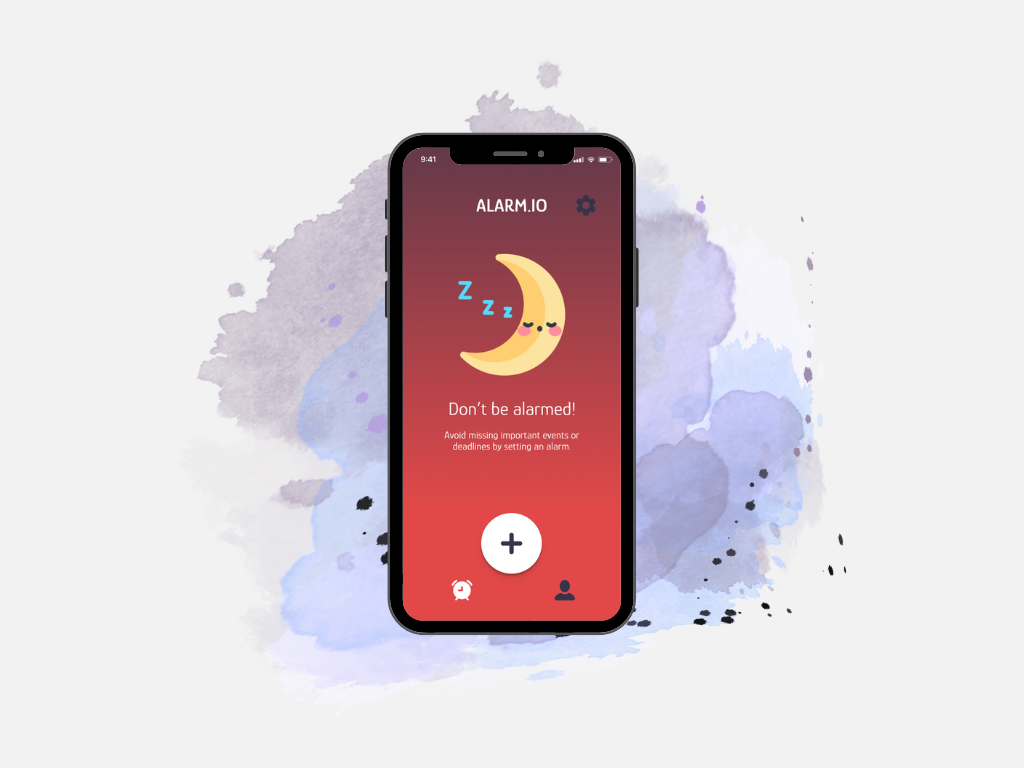 9:41
ALARM.IO
Z
Z
Z
Don't be alarmed!
Avoid missing important events or
deadlines by setting an alarm.